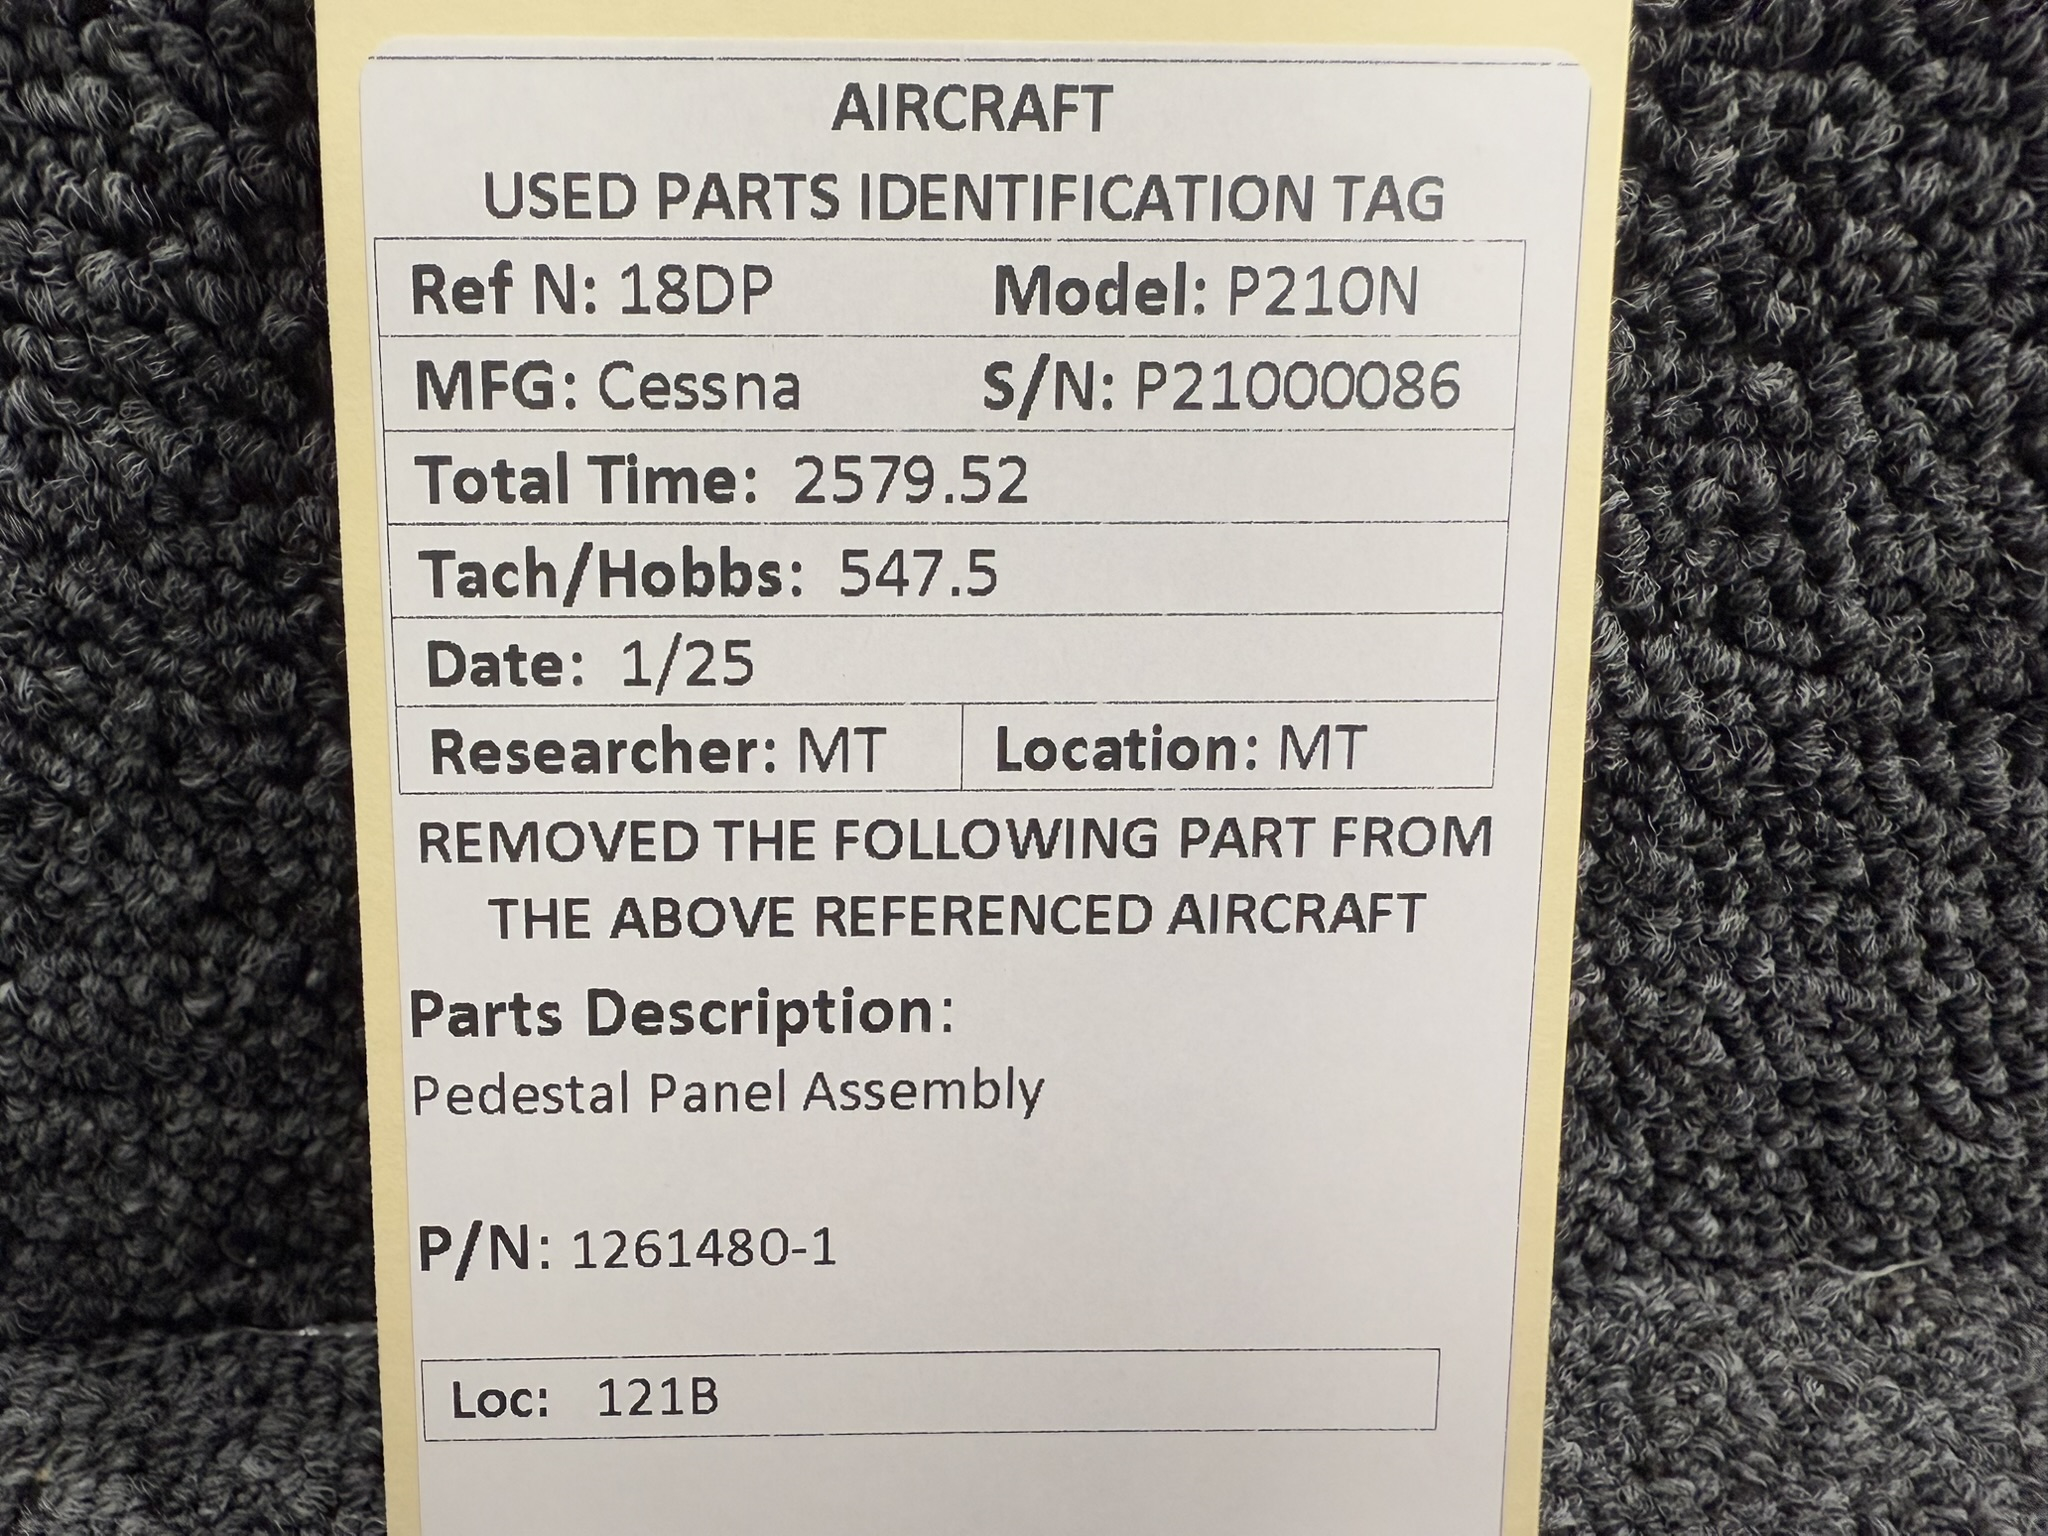 AIRCRAFT
USED PARTS IDENTIFICATION TAG
Ref N: 18DP Model: P210N
MFG: Cessna S/N: P21000086
Total Time: 2579.52
Tach/Hobbs: 547.5
Date: 1/25
Researcher: MT Location: MT
REMOVED THE FOLLOWING PART FROM
THE ABOVE REFERENCED AIRCRAFT
Parts Description:
Pedestal Panel Assembly
P/N: 1261480-1
Loc: 121B